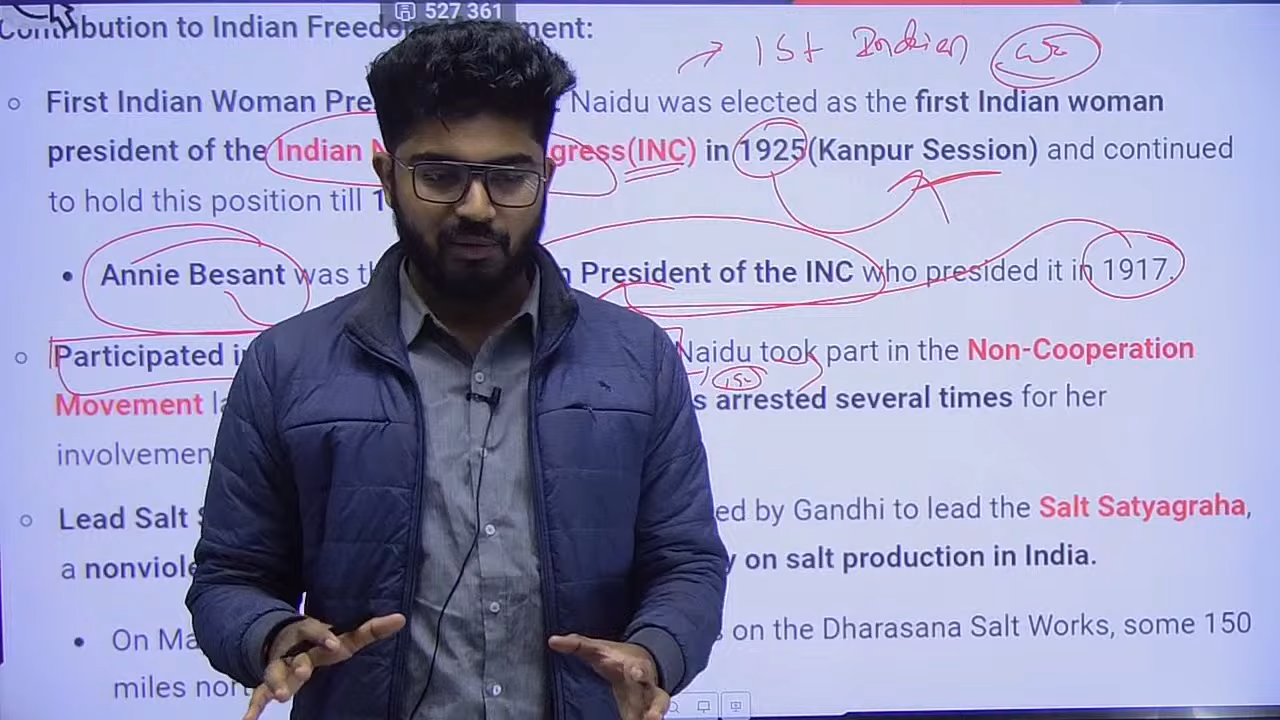 527 361
Contribution to Indian Freedom ment:
1st Indian
First Indian Woman Pre Naidu was elected as the first Indian woman
president of the Indian N gress(INC) in 1925(Kanpur Session) and continued
to hold this position till 1
Annie Besant was th President of the INC who presided it in 1917.
Participated i Naidu took part in the Non-Cooperation
Movement la s arrested several times for her
involvemen
Lead Salt S ed by Gandhi to lead the Salt Satyagraha,
a nonviole y on salt production in India.
On Ma on the Dharasana Salt Works, some 150
miles nor